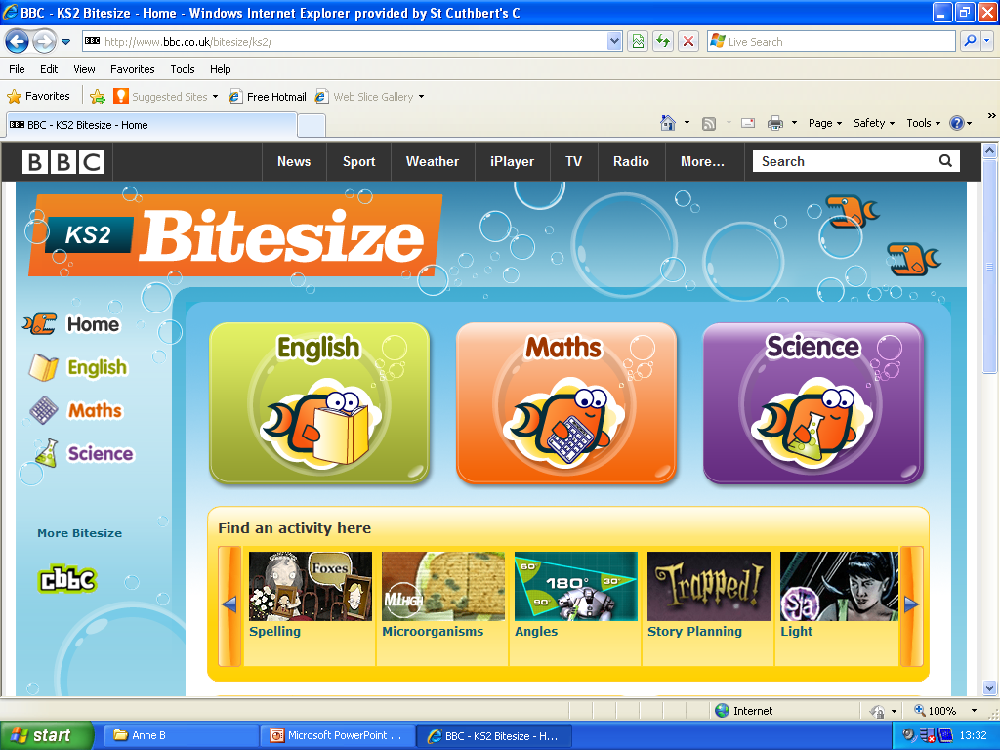 BBC - KS2 Bitesize - Home - Windows Internet Explorer provided by St Cuthbert's C
BBC http://www.bbc.co.uk/bitesize/ks2/
Live Search
File Edit View Favorites Tools Help
Favorites Suggested Sites Free Hotmail Web Slice Gallery
BBC BBC - KS2 Bitesize - Home
Page Safety Tools
BBC News Sport Weather iPlayer TV Radio More... Search
KS2 Bitesize
Home
English
Maths
Science
More Bitesize
cbbc
English Maths Science
Find an activity here
Foxes
M.I.HIGH
60° 180° 30° 90°
Trapped!
SJA
Spelling Microorganisms Angles Story Planning Light
Internet 100%
start Anne B Microsoft PowerPoint ... BBC - KS2 Bitesize - H... 13:32